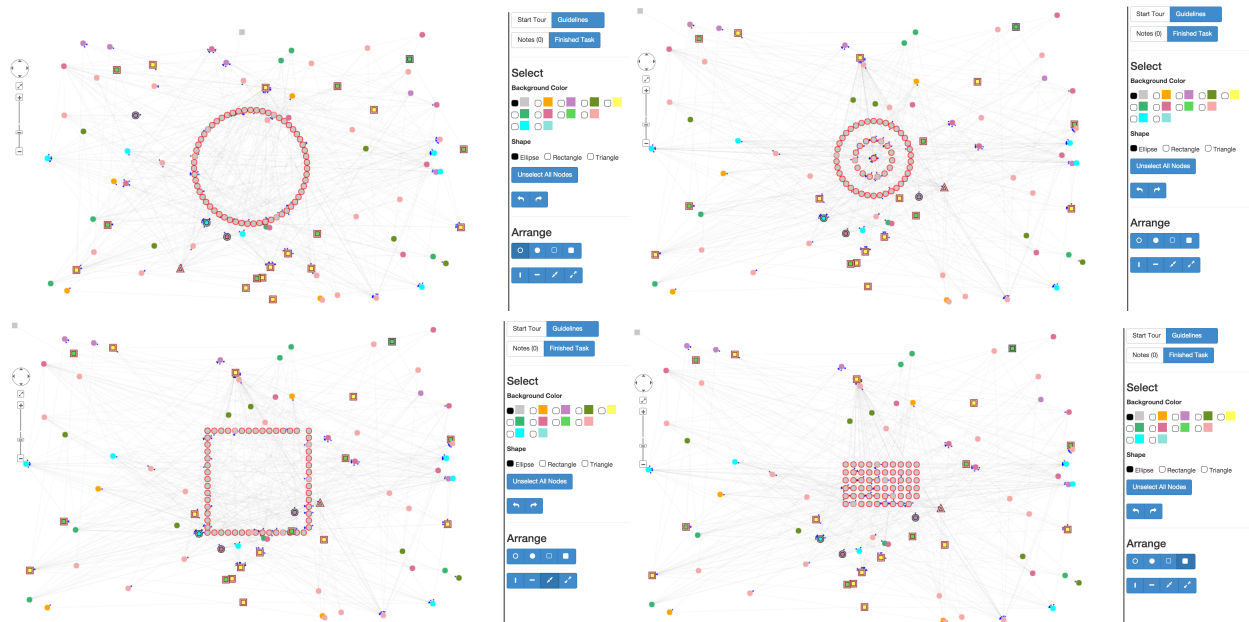 Start Tour Guidelines
Notes (0) Finished Task
Select
Background Color
Shape
Ellipse Rectangle Triangle
Unselect All Nodes
Arrange
Start Tour Guidelines
Notes (0) Finished Task
Select
Background Color
Shape
Ellipse Rectangle Triangle
Unselect All Nodes
Arrange
Start Tour Guidelines
Notes (0) Finished Task
Select
Background Color
Shape
Ellipse Rectangle Triangle
Unselect All Nodes
Arrange
Start Tour Guidelines
Notes (0) Finished Task
Select
Background Color
Shape
Ellipse Rectangle Triangle
Unselect All Nodes
Arrange